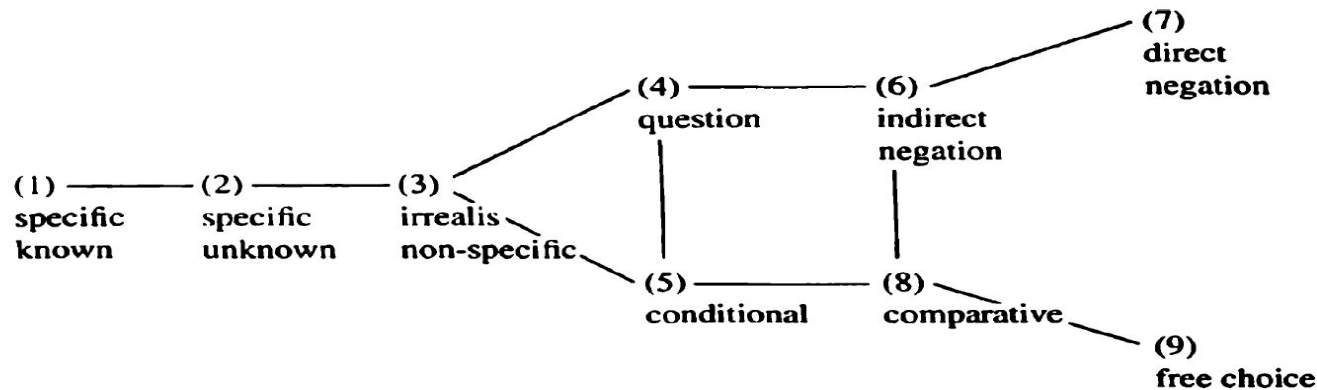 (7)
direct
negation
(4)
question
(6)
indirect
negation
(1)
specific
known
(2)
specific
unknown
(3)
irrealis
non-specific
(5)
conditional
(8)
comparative
(9)
free choice